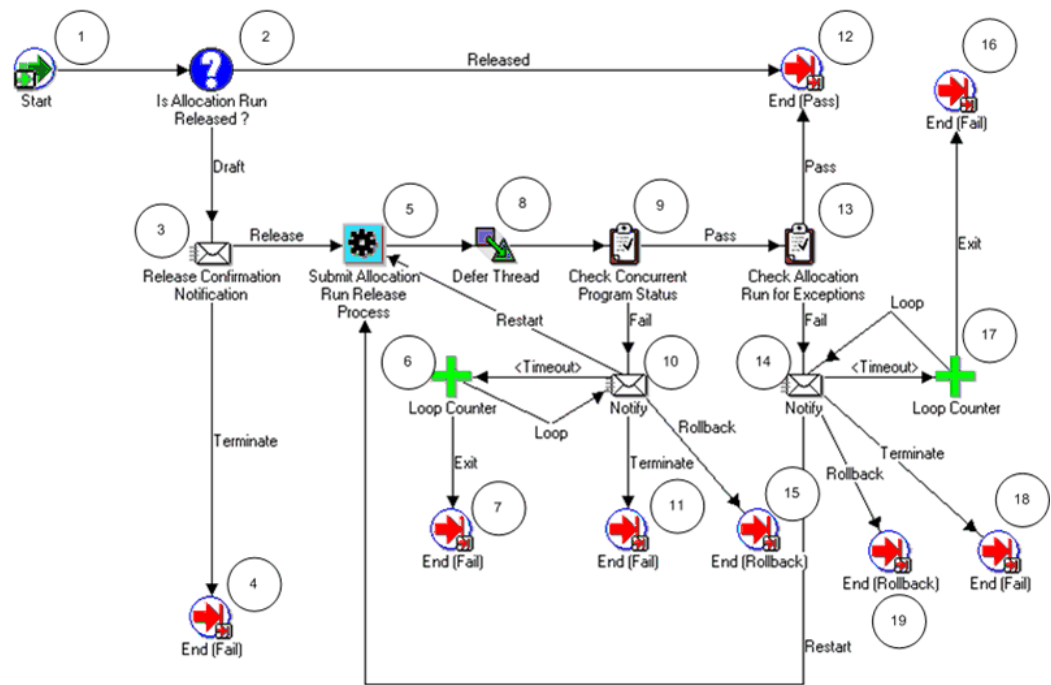 1
2
12
16
Start
Is Allocation Run
Released ?
Released
End (Pass)
End (Fail)
Draft
Pass
3
5
8
9
13
Release
Pass
Exit
Release Confirmation
Notification
Submit Allocation
Run Release
Process
Defer Thread
Check Concurrent
Program Status
Check Allocation
Run for Exceptions
Restart
Fail
Fail
Loop
17
6
<Timeout>
10
14
<Timeout>
Loop Counter
Notify
Notify
Loop Counter
Loop
Rollback
Terminate
Exit
Terminate
Terminate
Rollback
7
11
15
18
End (Fail)
End (Fail)
End (Rollback)
End (Rollback)
End (Fail)
4
19
End (Fail)
Restart